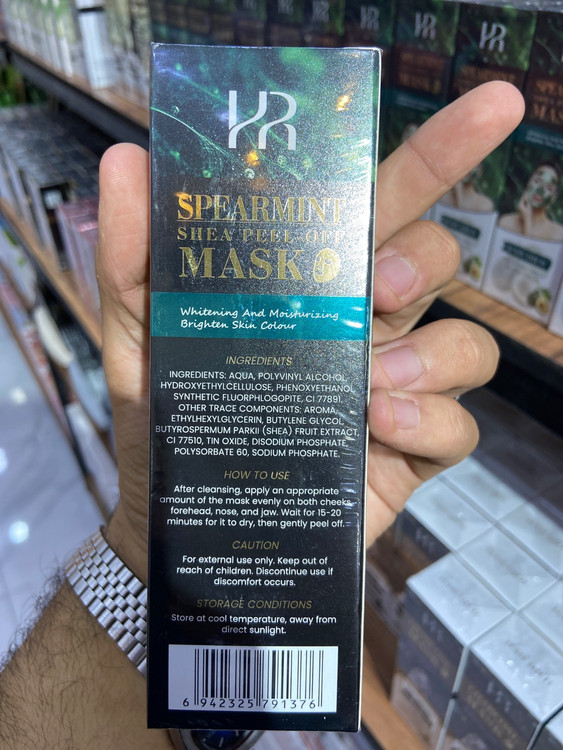 HR
SPEARMINT
SHEA PEEL-OFF
MASK
Whitening And Moisturizing
Brighten Skin Colour
INGREDIENTS
INGREDIENTS: AQUA, POLYVINYL ALCOHOL,
HYDROXYETHYLCELLULOSE, PHENOXYETHANOL,
SYNTHETIC FLUORPHLOGOPITE, CI 77891.
OTHER TRACE COMPONENTS: AROMA,
ETHYLHEXYLGLYCERIN, BUTYLENE GLYCOL,
BUTYROSPERMUM PARKII (SHEA) FRUIT EXTRACT,
CI 77510, TIN OXIDE, DISODIUM PHOSPHATE,
POLYSORBATE 60, SODIUM PHOSPHATE.
HOW TO USE
After cleansing, apply an appropriate
amount of the mask evenly on both cheeks,
forehead, nose, and jaw. Wait for 15-20
minutes for it to dry, then gently peel off.
CAUTION
For external use only. Keep out of
reach of children. Discontinue use if
discomfort occurs.
STORAGE CONDITIONS
Store at cool temperature, away from
direct sunlight.
6 942325 791376